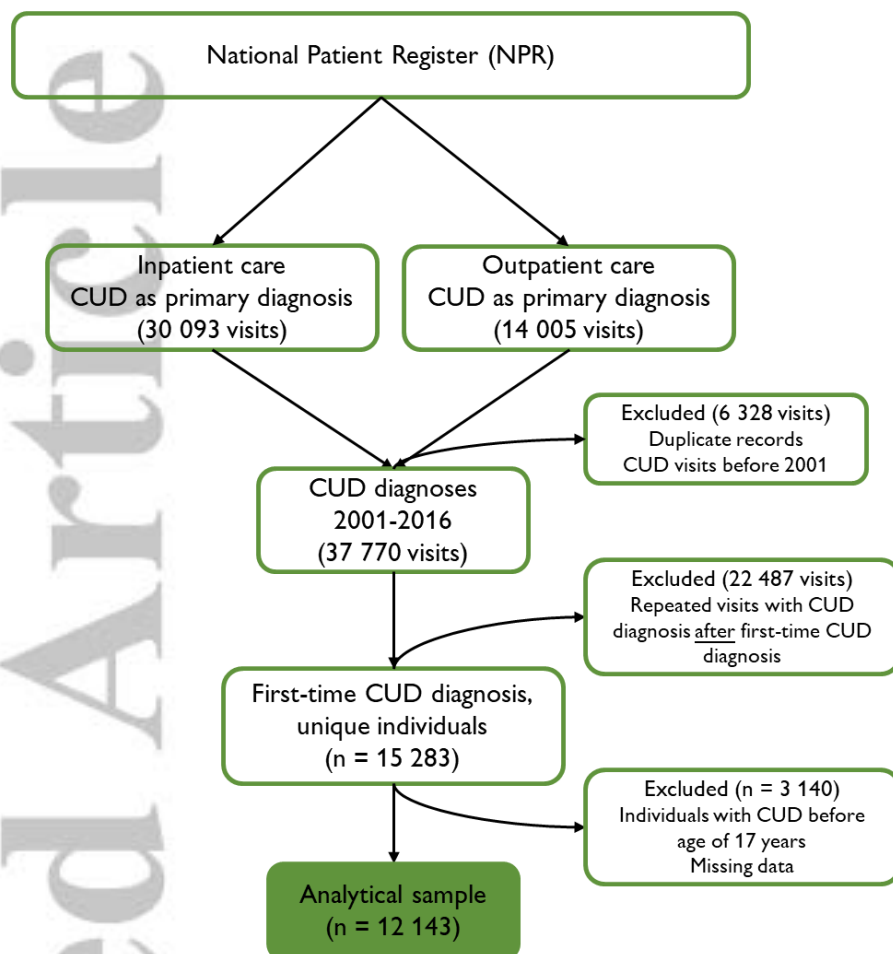 National Patient Register (NPR)
Inpatient care
CUD as primary diagnosis
(30 093 visits)
Outpatient care
CUD as primary diagnosis
(14 005 visits)
Excluded (6 328 visits)
Duplicate records
CUD visits before 2001
CUD diagnoses
2001-2016
(37 770 visits)
Excluded (22 487 visits)
Repeated visits with CUD
diagnosis after first-time CUD
diagnosis
First-time CUD diagnosis,
unique individuals
(n = 15 283)
Excluded (n = 3 140)
Individuals with CUD before
age of 17 years
Missing data
Analytical sample
(n = 12 143)
ed Article